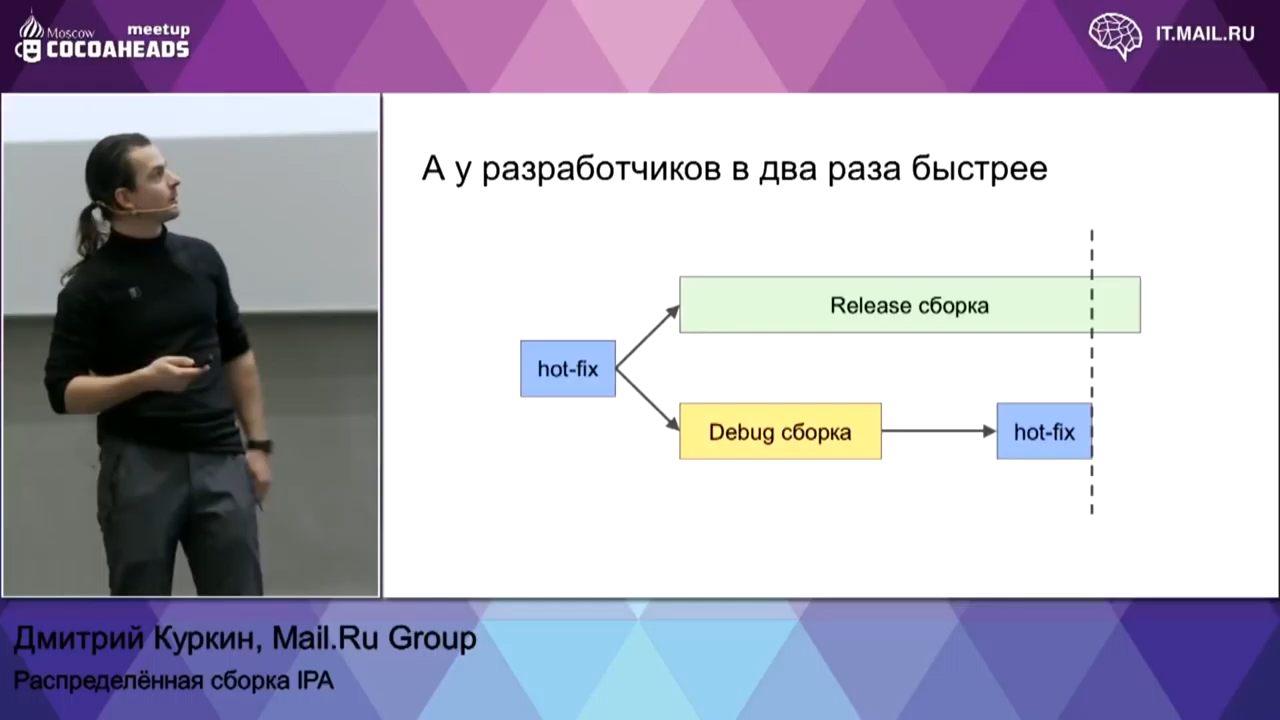 Moscow meetup
COCOAHEADS
IT.MAIL.RU
А у разработчиков в два раза быстрее
Release сборка
hot-fix
Debug сборка
hot-fix
Дмитрий Куркин, Mail.Ru Group
Распределённая сборка IPA